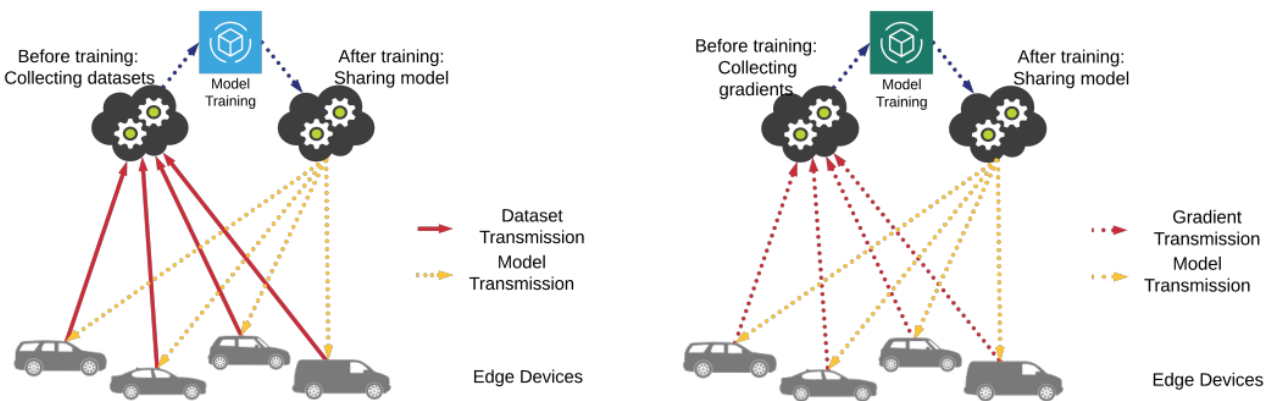 Before training:
Collecting datasets
Model
Training
After training:
Sharing model
Dataset
Transmission
Model
Transmission
Edge Devices
Before training:
Collecting
gradients
Model
Training
After training:
Sharing model
Gradient
Transmission
Model
Transmission
Edge Devices